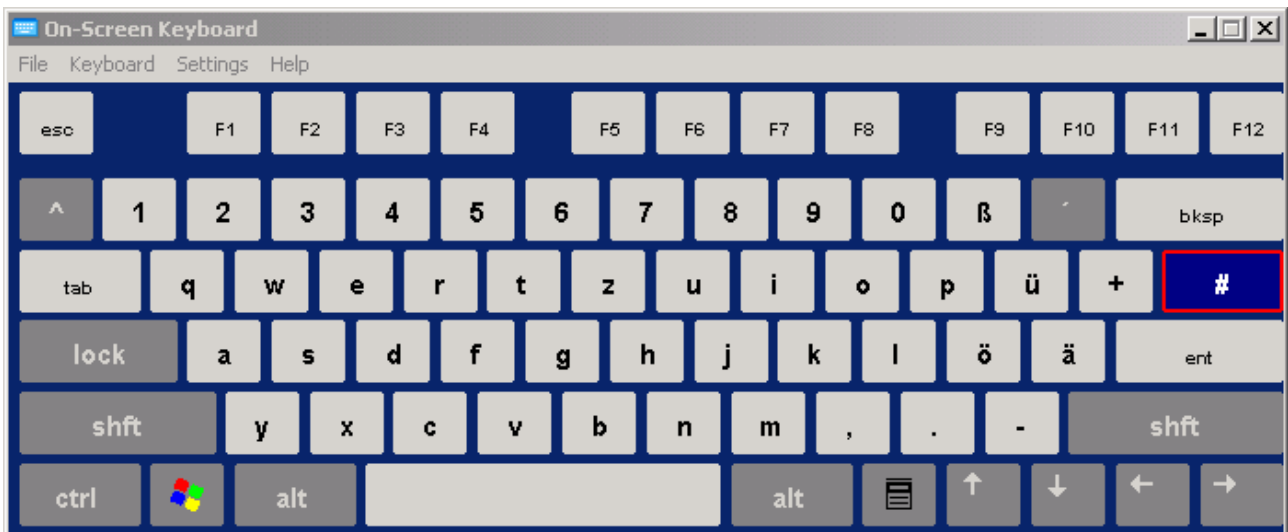 On-Screen Keyboard
File Keyboard Settings Help
esc F1 F2 F3 F4 F5 F6 F7 F8 F9 F10 F11 F12
^ 1 2 3 4 5 6 7 8 9 0 ß ´ bksp
tab q w e r t z u i o p ü + #
lock a s d f g h j k l ö ä ent
shft y x c v b n m , . - shft
ctrl alt alt ↑ ↓ ← →